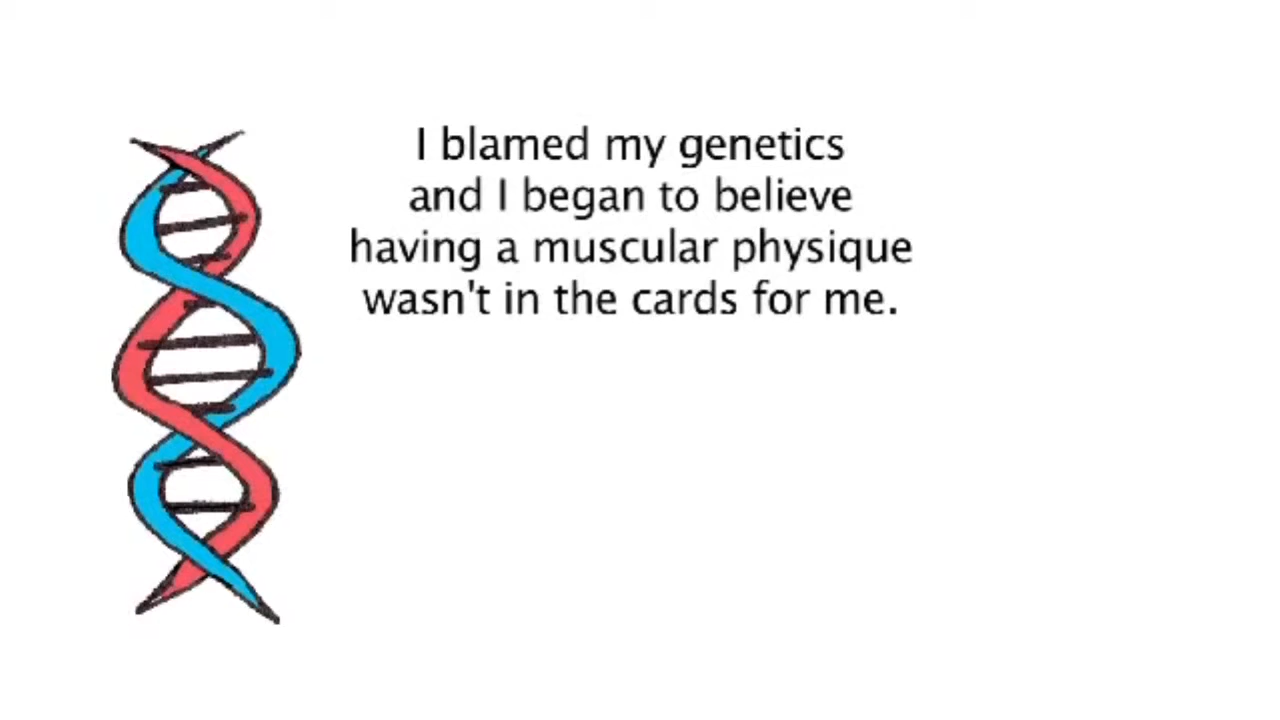 I blamed my genetics
and I began to believe
having a muscular physique
wasn't in the cards for me.